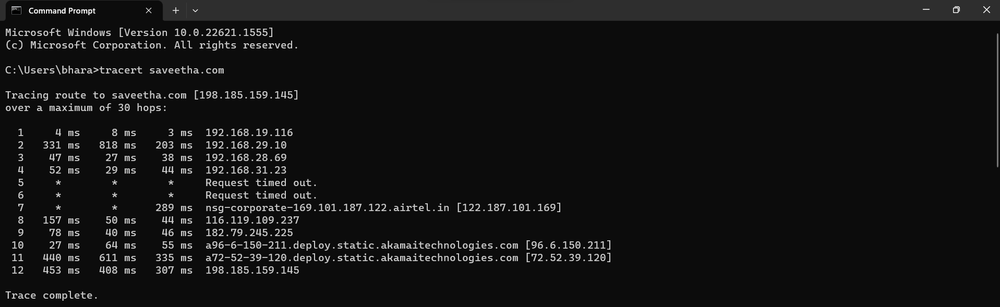 Command Prompt
Microsoft Windows [Version 10.0.22621.1555]
(c) Microsoft Corporation. All rights reserved.
C:\Users\bhara>tracert saveetha.com
Tracing route to saveetha.com [198.185.159.145]
over a maximum of 30 hops:
  1     4 ms     8 ms     3 ms  192.168.19.116
  2   331 ms   818 ms   203 ms  192.168.29.10
  3    47 ms    27 ms    38 ms  192.168.28.69
  4    52 ms    29 ms    44 ms  192.168.31.23
  5     *        *        *     Request timed out.
  6     *        *        *     Request timed out.
  7     *        *      289 ms  nsg-corporate-169.101.187.122.airtel.in [122.187.101.169]
  8   157 ms    50 ms    44 ms  116.119.109.237
  9    78 ms    40 ms    46 ms  182.79.245.225
 10    27 ms    64 ms    55 ms  a96-6-150-211.deploy.static.akamaitechnologies.com [96.6.150.211]
 11   440 ms   611 ms   335 ms  a72-52-39-120.deploy.static.akamaitechnologies.com [72.52.39.120]
 12   453 ms   408 ms   307 ms  198.185.159.145
Trace complete.